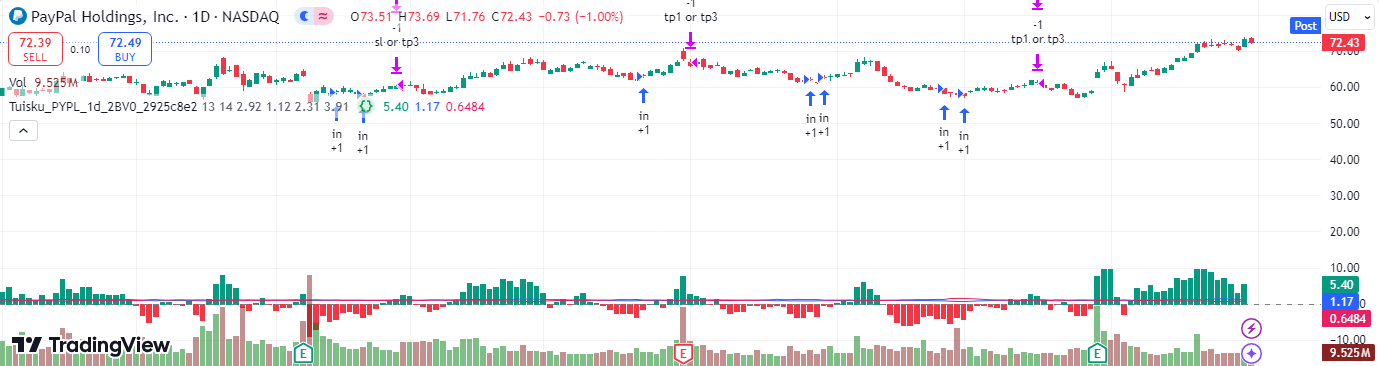 PayPal Holdings, Inc. · 1D · NASDAQ
O73.51 H73.69 L71.76 C72.43 −0.73 (−1.00%)
USD
Post
72.39
SELL
0.10
72.49
BUY
72.43
Vol 9.525M
Tuisku_PYPL_1d_2BV0_2925c8e2 13 14 2.92 1.12 2.31 3.91 5.40 1.17 0.6484
-1
sl or tp3
-1
tp1 or tp3
-1
tp1 or tp3
in
+1
in
+1
in
+1
in
+1
in
+1
in
+1
in
+1
70.00
60.00
50.00
40.00
30.00
20.00
10.00
5.40
1.17
0.6484
−10.00
9.525M
E
E
E
TradingView